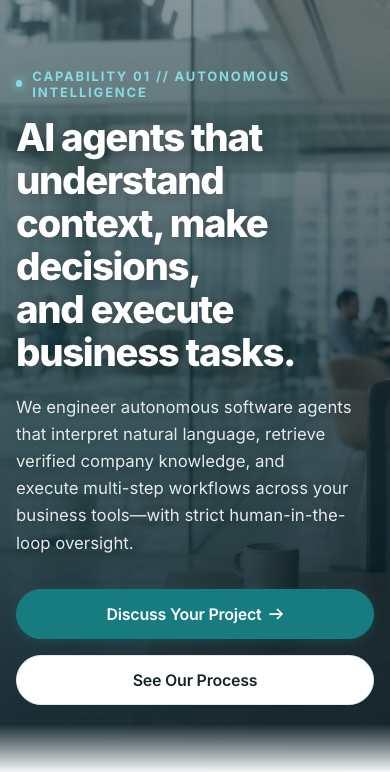 CAPABILITY 01 // AUTONOMOUS
INTELLIGENCE
AI agents that
understand
context, make
decisions,
and execute
business tasks.
We engineer autonomous software agents
that interpret natural language, retrieve
verified company knowledge, and
execute multi-step workflows across your
business tools—with strict human-in-the-
loop oversight.
Discuss Your Project →
See Our Process